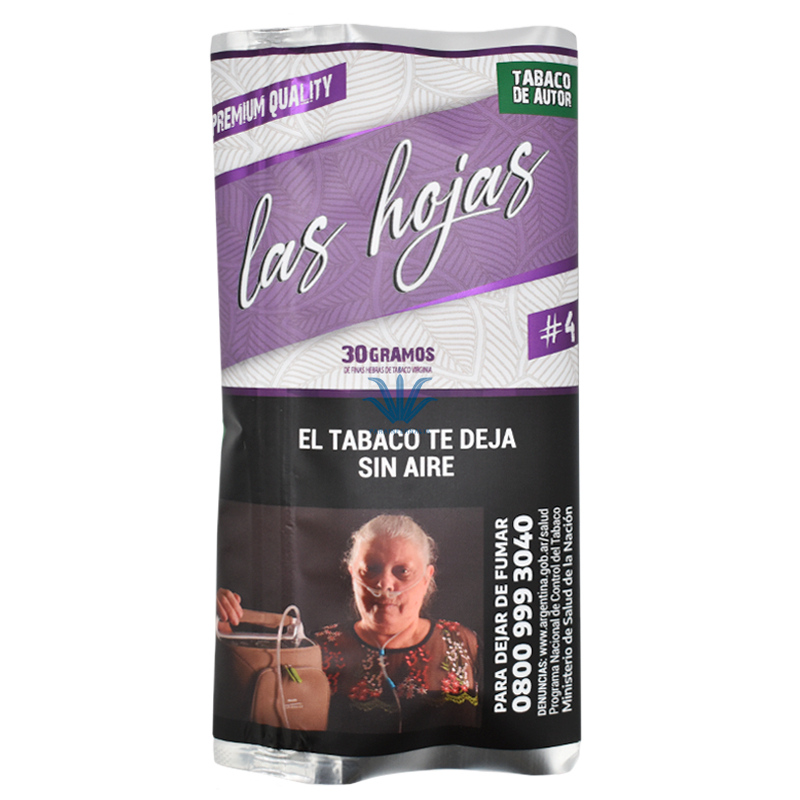 PREMIUM QUALITY
TABACO
DE AUTOR
las hojas
#4
30 GRAMOS
DE FINAS HEBRAS DE TABACO VIRGINIA
EL TABACO TE DEJA
SIN AIRE
PARA DEJAR DE FUMAR
0800 999 3040
DENUNCIAS: www.argentina.gob.ar/salud
Programa Nacional de Control del Tabaco
Ministerio de Salud de la Nación